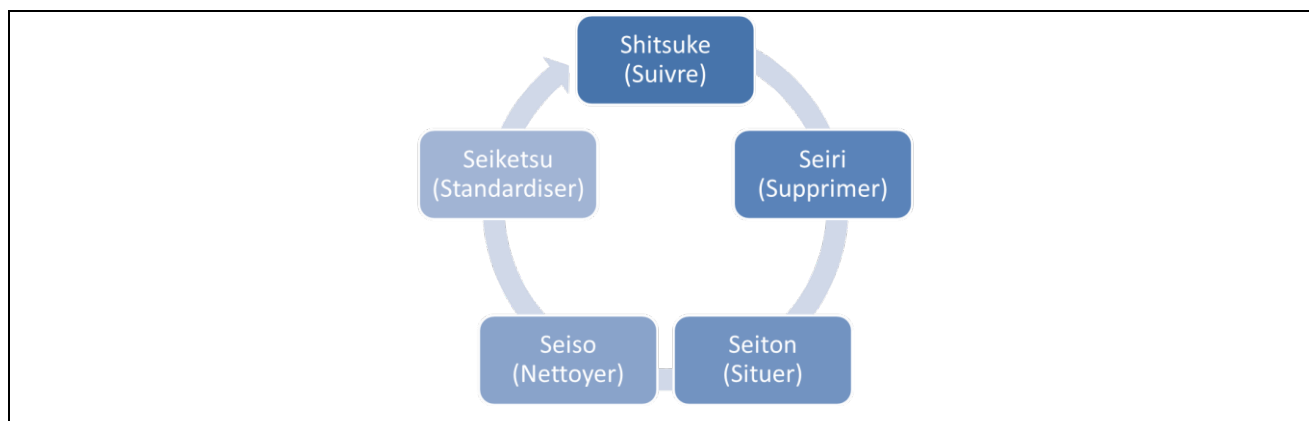 Shitsuke
(Suivre)
Seiri
(Supprimer)
Seiton
(Situer)
Seiso
(Nettoyer)
Seiketsu
(Standardiser)